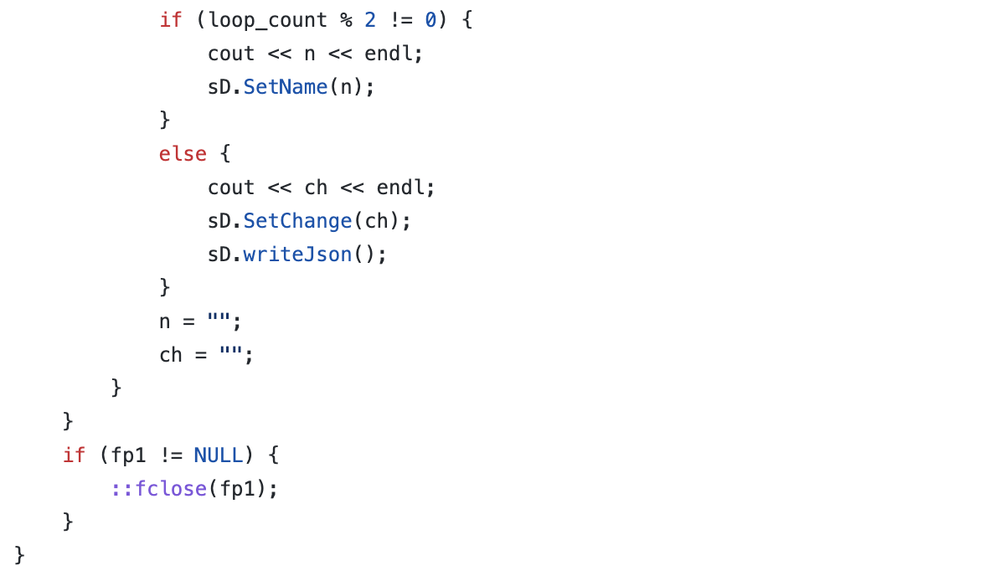 if (loop_count % 2 != 0) {
                cout << n << endl;
                sD.SetName(n);
            }
            else {
                cout << ch << endl;
                sD.SetChange(ch);
                sD.writeJson();
            }
            n = "";
            ch = "";
        }
    }
    if (fp1 != NULL) {
        ::fclose(fp1);
    }
}